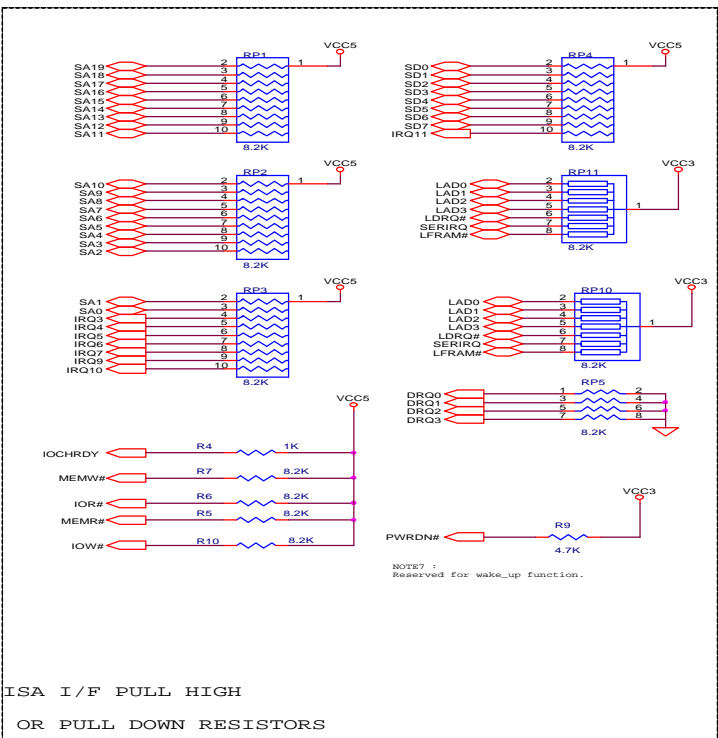 RP1
VCC5
SA19 2 1
SA18 3
SA17 4
SA16 5
SA15 6
SA14 7
SA13 8
SA12 9
SA11 10
8.2K
RP2
VCC5
SA10 2 1
SA9 3
SA8 4
SA7 5
SA6 6
SA5 7
SA4 8
SA3 9
SA2 10
8.2K
RP3
VCC5
SA1 2 1
SA0 3
IRQ3 4
IRQ4 5
IRQ5 6
IRQ6 7
IRQ7 8
IRQ9 9
IRQ10 10
8.2K
VCC5
IOCHRDY R4 1K
MEMW# R7 8.2K
IOR# R6 8.2K
MEMR# R5 8.2K
IOW# R10 8.2K
RP4
VCC5
SD0 2 1
SD1 3
SD2 4
SD3 5
SD4 6
SD5 7
SD6 8
SD7 9
IRQ11 10
8.2K
RP11
VCC3
LAD0 2
LAD1 3
LAD2 4
LAD3 5 1
LDRQ# 6
SERIRQ 7
LFRAM# 8
8.2K
RP10
VCC3
LAD0 2
LAD1 3
LAD2 4
LAD3 5 1
LDRQ# 6
SERIRQ 7
LFRAM# 8
8.2K
RP5
DRQ0 1 2
DRQ1 3 4
DRQ2 5 6
DRQ3 7 8
8.2K
VCC3
PWRDN# R9
4.7K
NOTE7 :
Reserved for wake_up function.
ISA I/F PULL HIGH
OR PULL DOWN RESISTORS